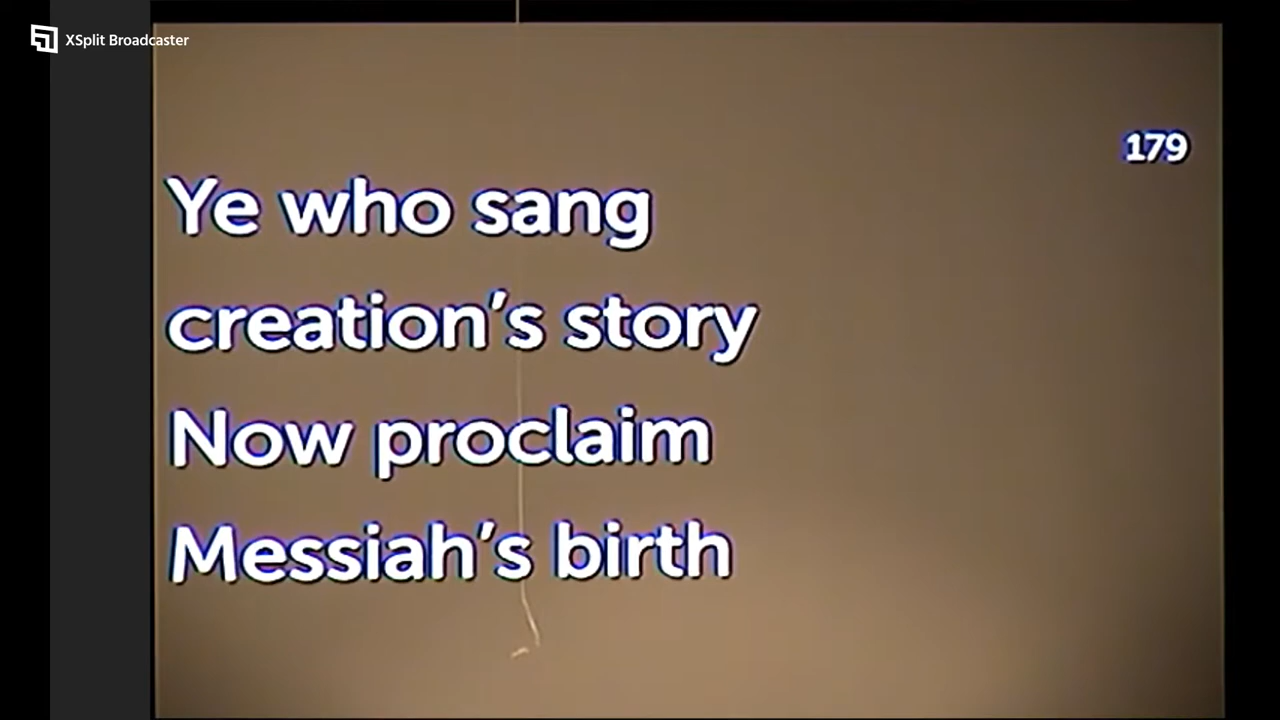 XSplit Broadcaster
179
Ye who sang
creation's story
Now proclaim
Messiah's birth